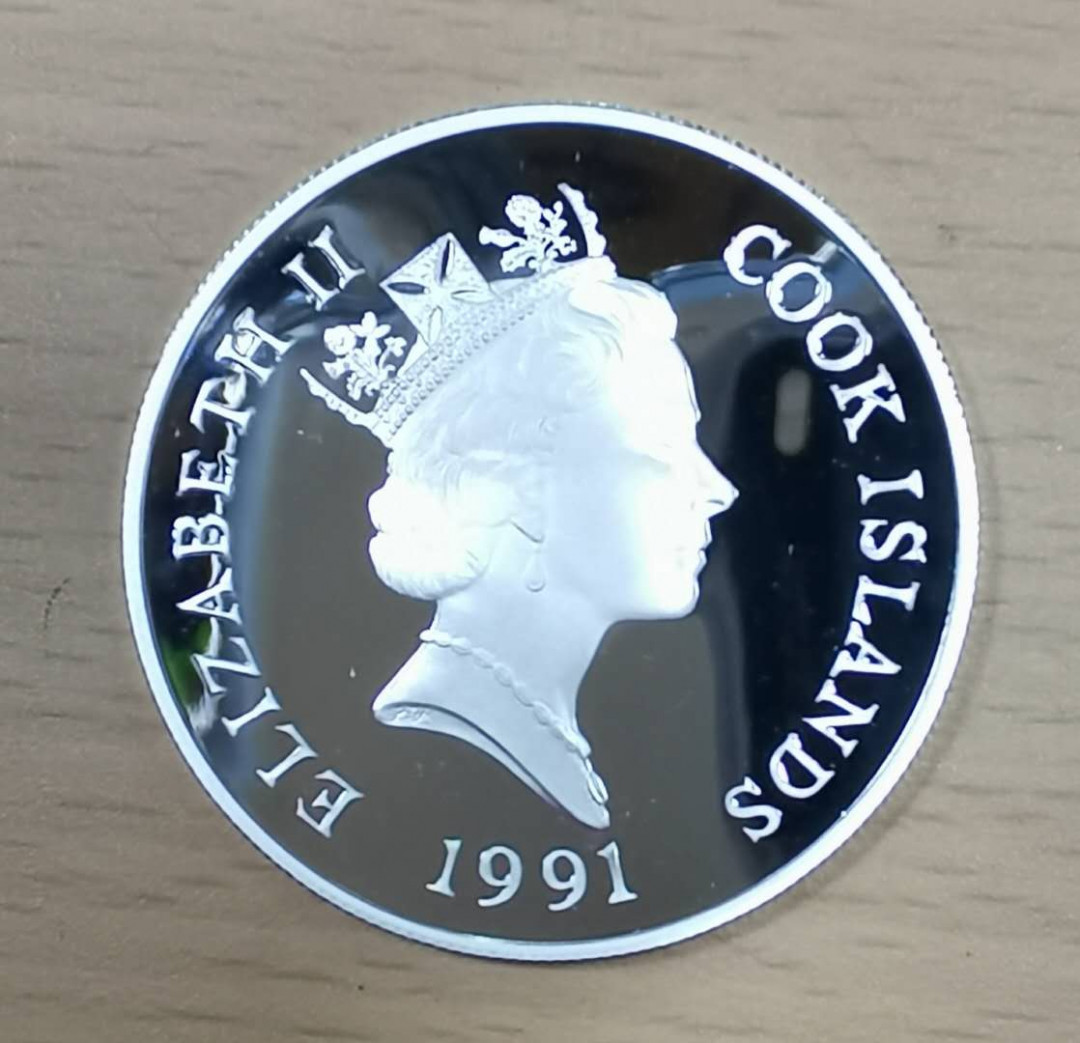 ELIZABETH II
COOK ISLANDS
1991